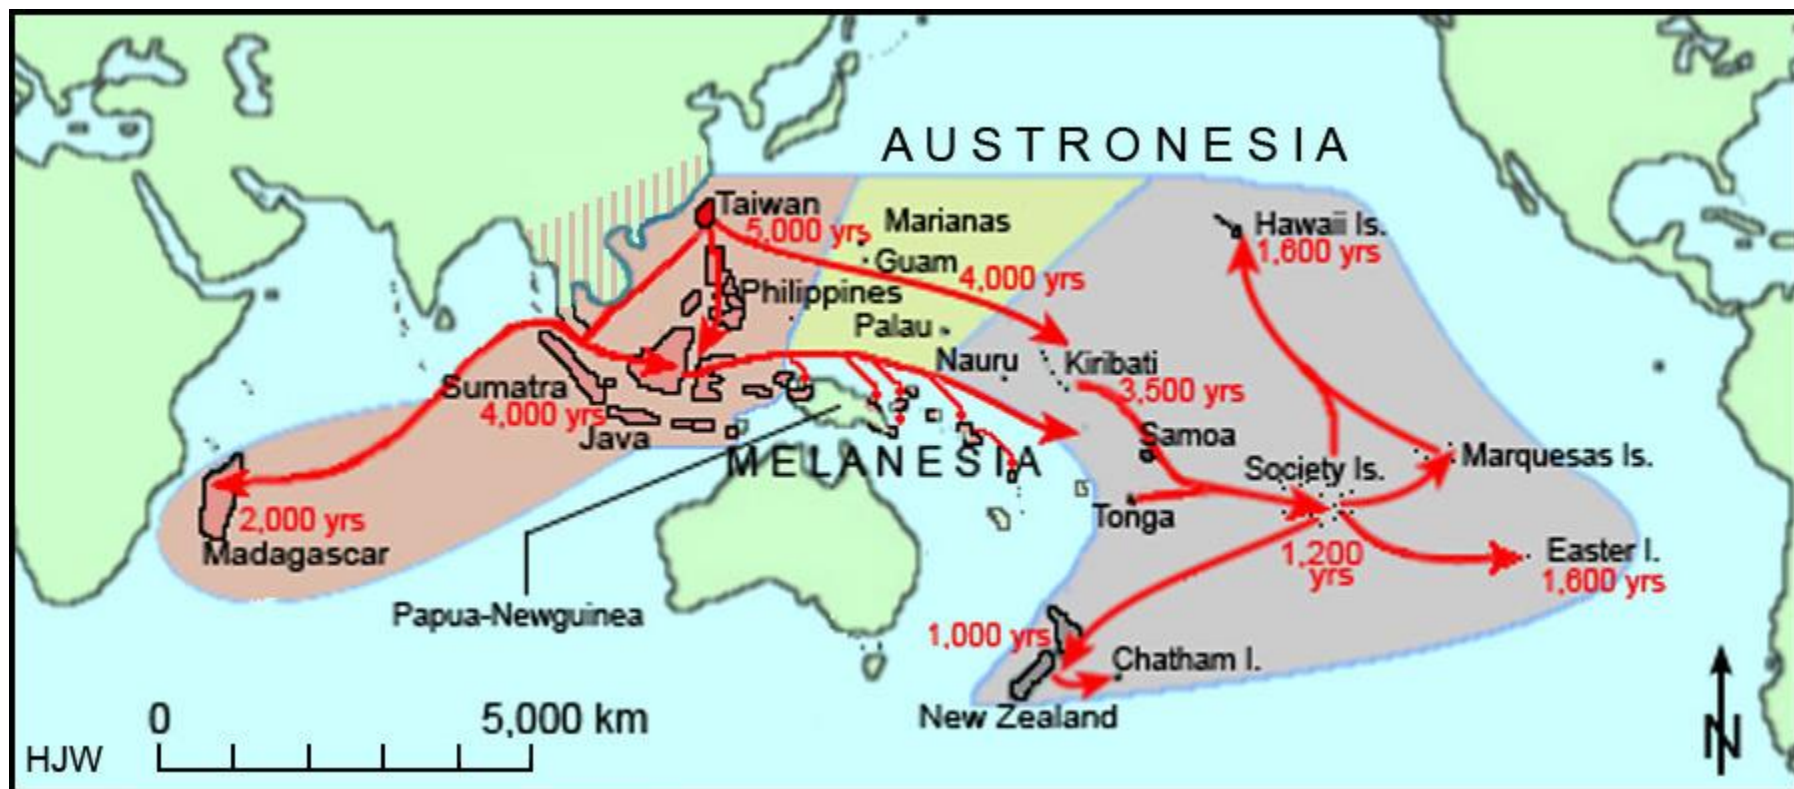 AUSTRONESIA
Taiwan
5,000 yrs
Marianas
Guam
4,000 yrs
Hawaii Is.
1,600 yrs
Philippines
Palau
Nauru
Kiribati
3,500 yrs
Sumatra
4,000 yrs
Java
Samoa
MELANESIA
Society Is.
Marquesas Is.
2,000 yrs
Madagascar
Tonga
1,200
yrs
Easter I.
1,600 yrs
Papua-Newguinea
1,000 yrs
Chatham I.
New Zealand
0 5,000 km
HJW
N